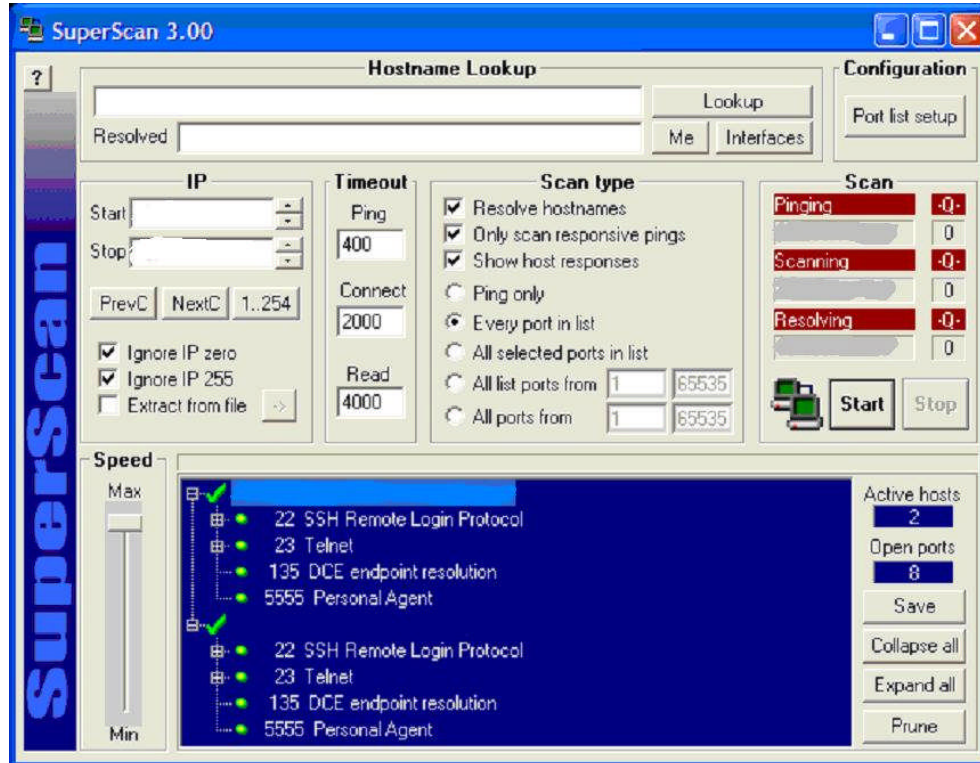 SuperScan 3.00
?
Hostname Lookup
Lookup
Resolved
Me
Interfaces
Configuration
Port list setup
IP
Start
Stop
PrevC
NextC
1..254
Ignore IP zero
Ignore IP 255
Extract from file
->
Timeout
Ping
400
Connect
2000
Read
4000
Scan type
Resolve hostnames
Only scan responsive pings
Show host responses
Ping only
Every port in list
All selected ports in list
All list ports from 1 65535
All ports from 1 65535
Scan
Pinging -Q-
0
Scanning -Q-
0
Resolving -Q-
0
Start
Stop
SuperScan
Speed
Max
Min
22 SSH Remote Login Protocol
23 Telnet
135 DCE endpoint resolution
5555 Personal Agent
22 SSH Remote Login Protocol
23 Telnet
135 DCE endpoint resolution
5555 Personal Agent
Active hosts
2
Open ports
8
Save
Collapse all
Expand all
Prune